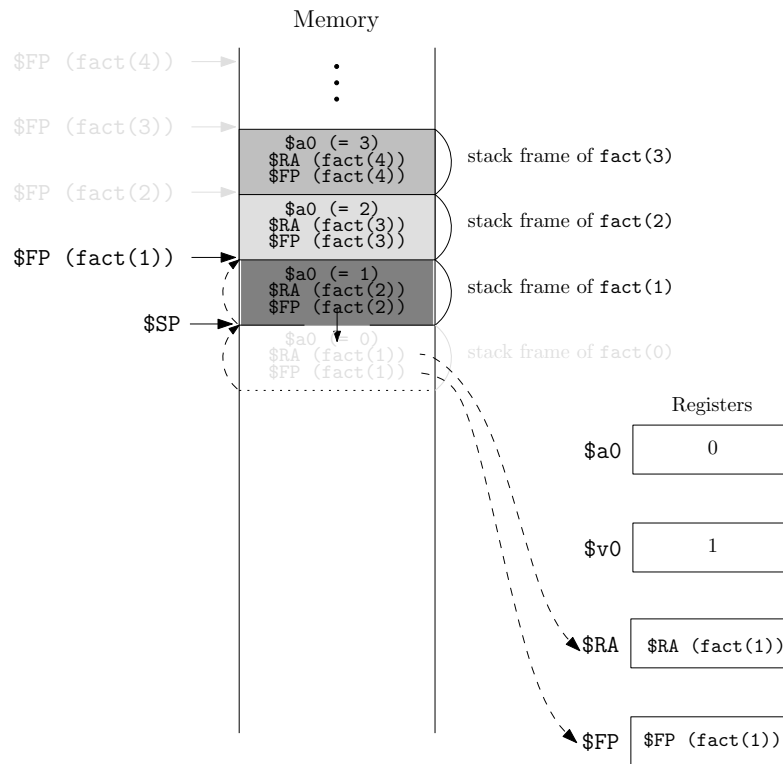 Memory
$FP (fact(4))
$FP (fact(3))
$a0 (= 3)
$RA (fact(4))
$FP (fact(4))
stack frame of fact(3)
$FP (fact(2))
$a0 (= 2)
$RA (fact(3))
$FP (fact(3))
stack frame of fact(2)
$FP (fact(1))
$a0 (= 1)
$RA (fact(2))
$FP (fact(2))
stack frame of fact(1)
$SP
$a0 (= 0)
$RA (fact(1))
$FP (fact(1))
stack frame of fact(0)
Registers
$a0 0
$v0 1
$RA $RA (fact(1))
$FP $FP (fact(1))